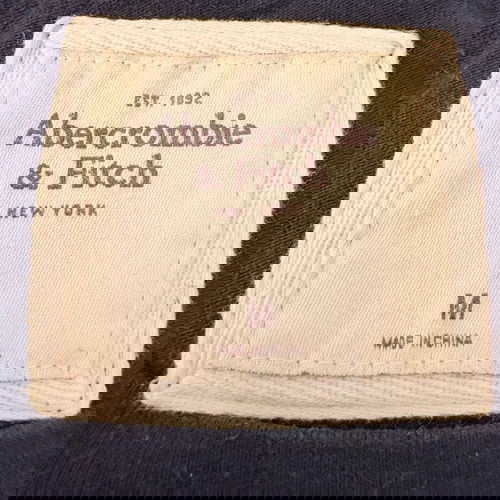 EST. 1892
Abercrombie
& Fitch
NEW YORK
M
MADE IN CHINA